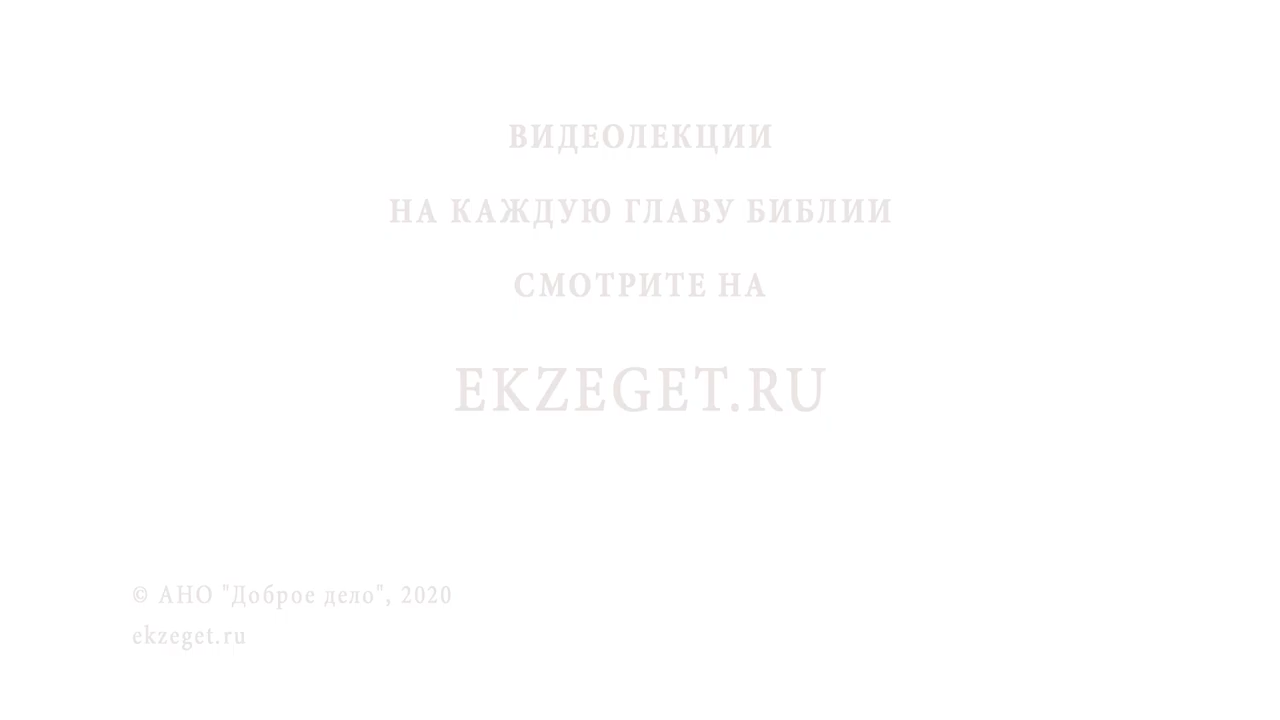 ВИДЕОЛЕКЦИИ
НА КАЖДУЮ ГЛАВУ БИБЛИИ
СМОТРИТЕ НА
EKZEGET.RU
© АНО "Доброе дело", 2020
ekzeget.ru